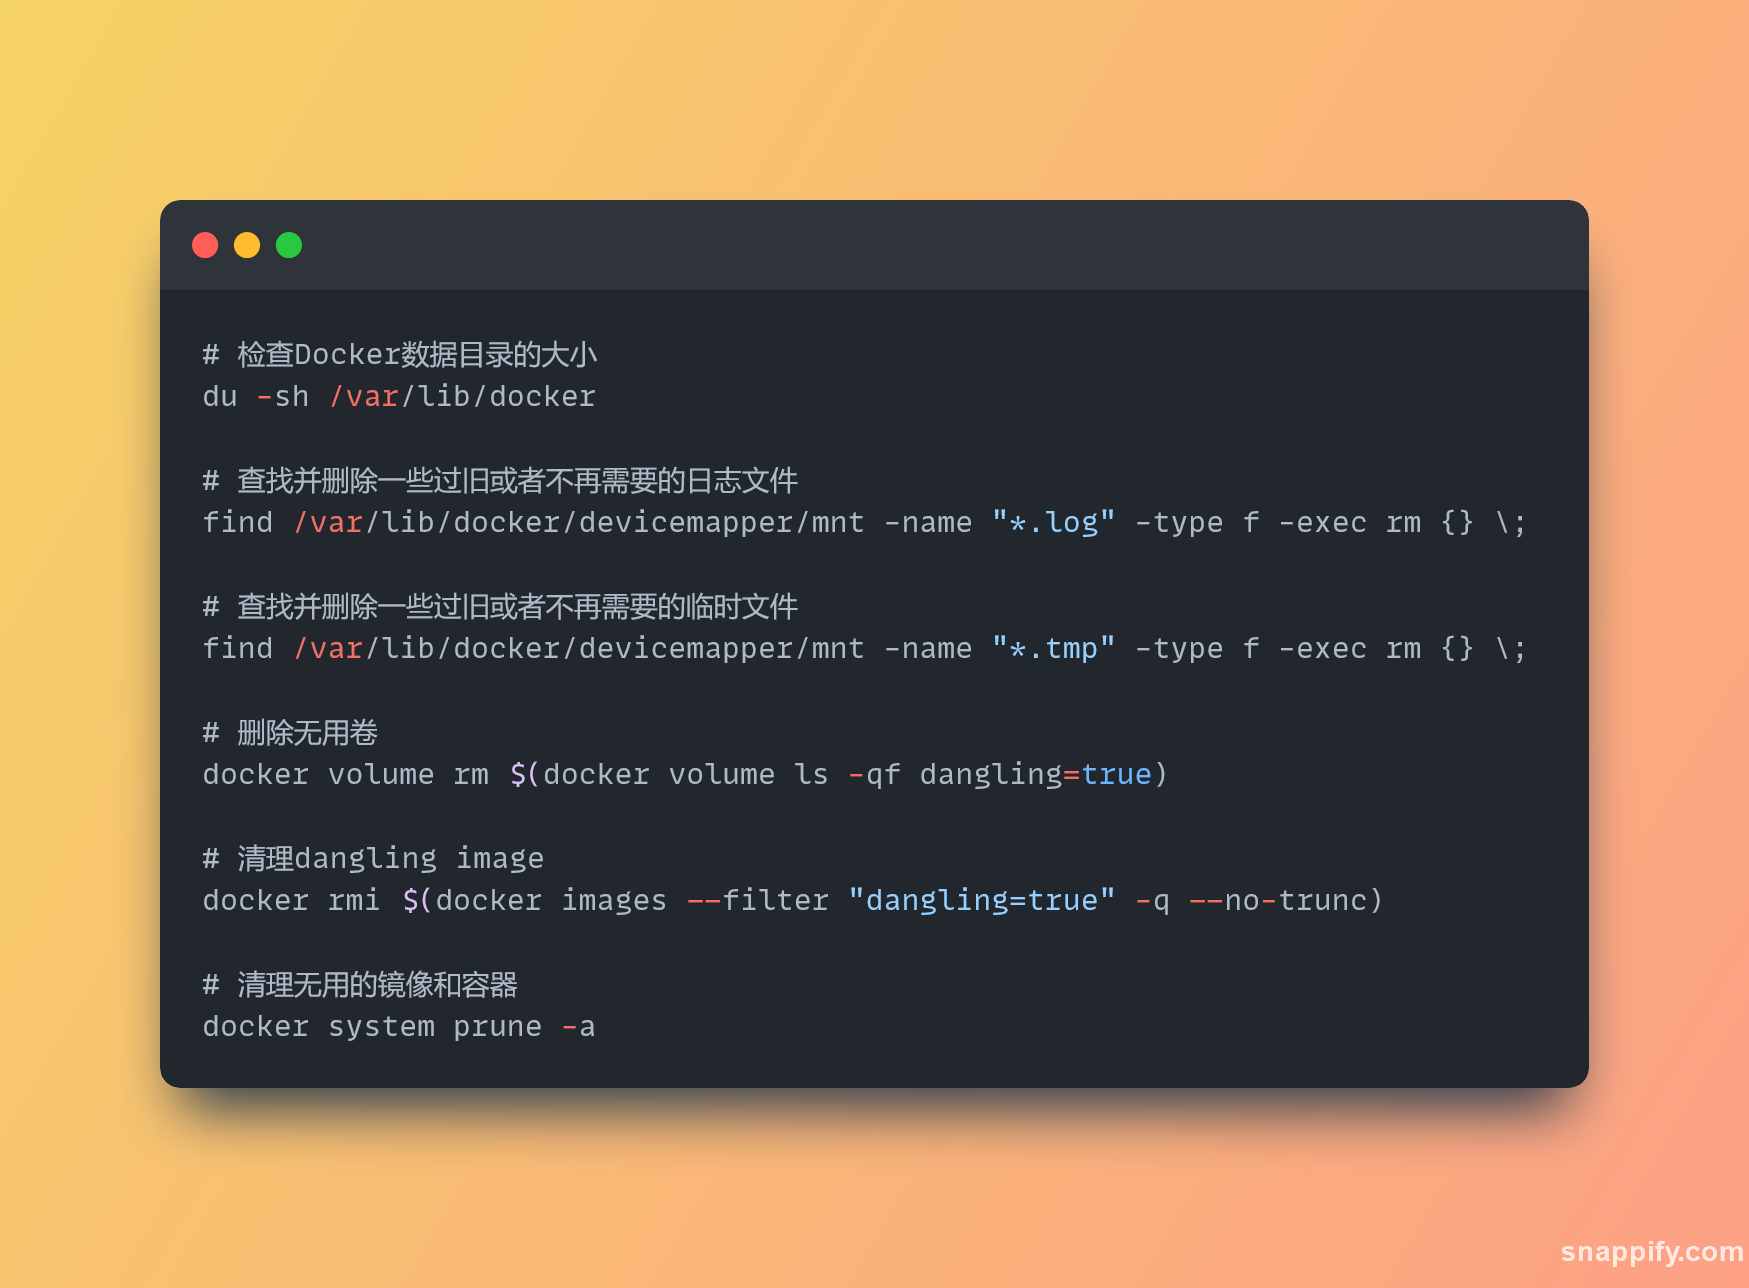 # 检查Docker数据目录的大小
du -sh /var/lib/docker
# 查找并删除一些过旧或者不再需要的日志文件
find /var/lib/docker/devicemapper/mnt -name "*.log" -type f -exec rm {} \;
# 查找并删除一些过旧或者不再需要的临时文件
find /var/lib/docker/devicemapper/mnt -name "*.tmp" -type f -exec rm {} \;
# 删除无用卷
docker volume rm $(docker volume ls -qf dangling=true)
# 清理dangling image
docker rmi $(docker images --filter "dangling=true" -q --no-trunc)
# 清理无用的镜像和容器
docker system prune -a
snappify.com